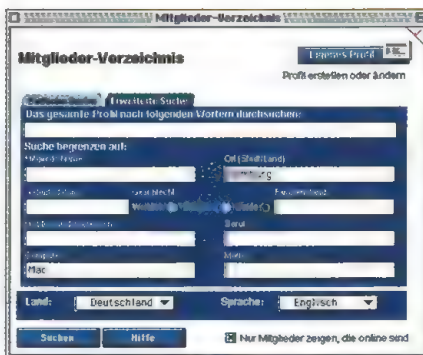 Mitglieder-Verzeichnis
Mitglieder-Verzeichnis
Eigenes Profil
Profil erstellen oder ändern
Erweiterte Suche
Das gesamte Profil nach folgenden Wörtern durchsuchen:
Suche begrenzen auf:
Ort (Stadt/Land)
Geschlecht
Beruf
Mac
Land: Deutschland Sprache: Englisch
Suchen Hilfe Nur Mitglieder zeigen, die online sind